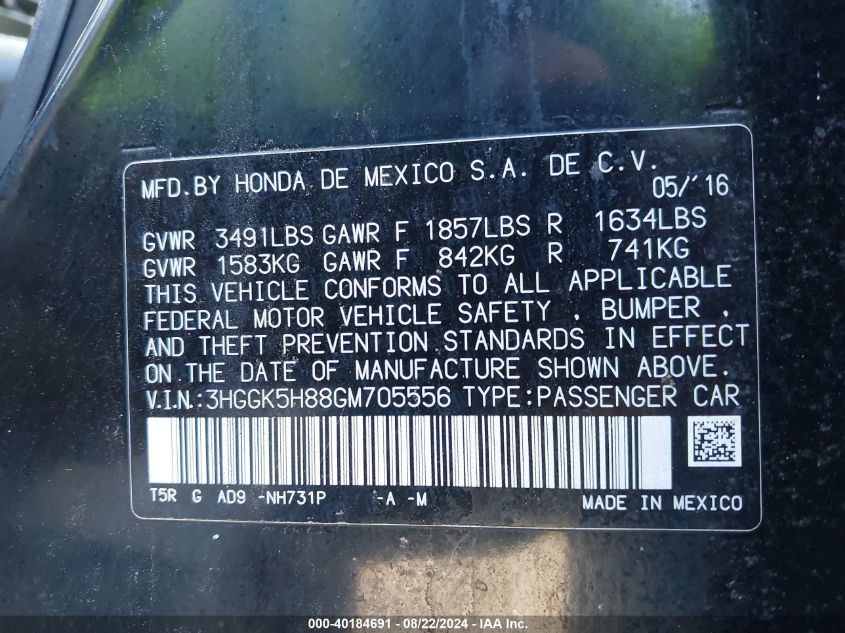 MFD.BY HONDA DE MEXICO S.A. DE C.V.
05/'16
GVWR 3491LBS GAWR F 1857LBS R 1634LBS
GVWR 1583KG GAWR F 842KG R 741KG
THIS VEHICLE CONFORMS TO ALL APPLICABLE
FEDERAL MOTOR VEHICLE SAFETY , BUMPER ,
AND THEFT PREVENTION STANDARDS IN EFFECT
ON THE DATE OF MANUFACTURE SHOWN ABOVE.
V.I.N.:3HGGK5H88GM705556 TYPE:PASSENGER CAR
T5R G AD9 -NH731P -A -M MADE IN MEXICO
000-40184691 - 08/22/2024 - IAA Inc.